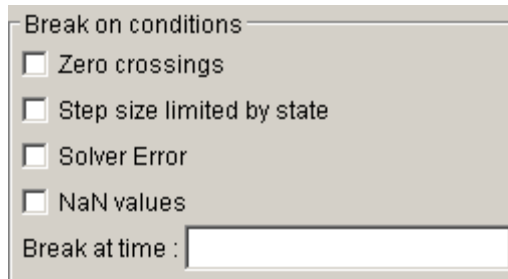 Break on conditions
Zero crossings
Step size limited by state
Solver Error
NaN values
Break at time :